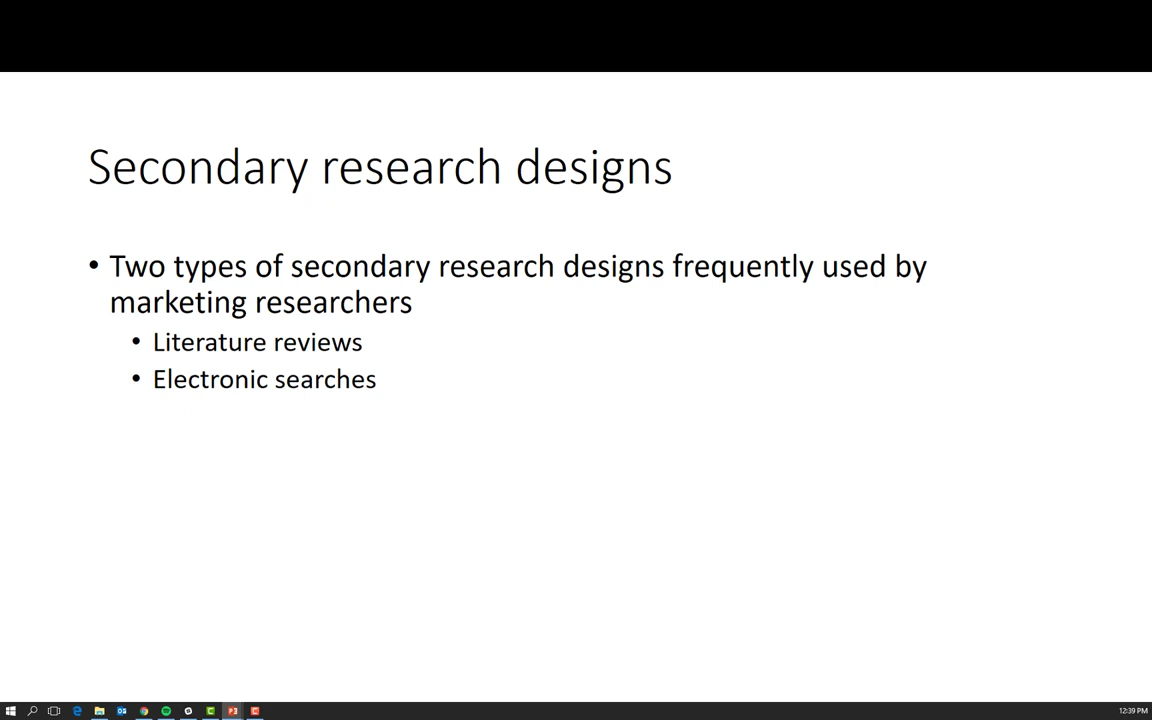 Secondary research designs
• Two types of secondary research designs frequently used by
marketing researchers
• Literature reviews
• Electronic searches
12:39 PM